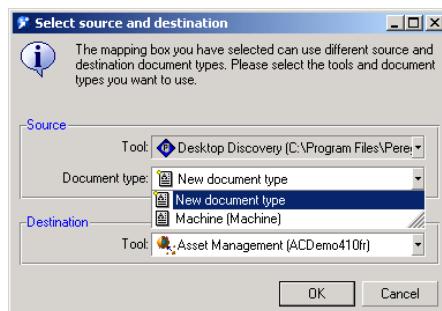 Select source and destination
The mapping box you have selected can use different source and
destination document types. Please select the tools and document
types you want to use.
Source
Tool: Desktop Discovery (C:\Program Files\Pere
Document type: New document type
New document type
Machine (Machine)
Destination
Tool: Asset Management (ACDemo410fr)
OK Cancel